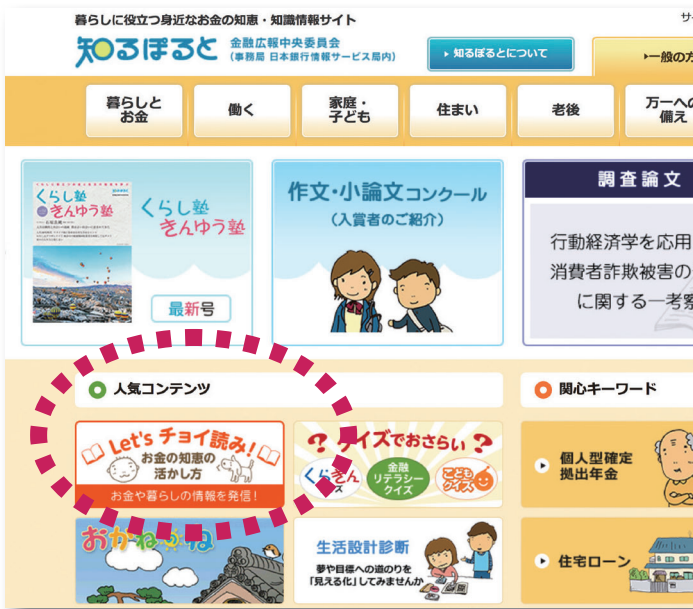 暮らしに役立つ身近なお金の知恵・知識情報サイト
サ
知るぽると
金融広報中央委員会
(事務局 日本銀行情報サービス局内)
知るぽるとについて
一般の方
暮らしと
お金
働く
家庭・
子ども
住まい
老後
万一への
備え
くらし塾
きんゆう塾
くらし塾
きんゆう塾
最新号
作文・小論文コンクール
(入賞者のご紹介)
調査論文
行動経済学を応用
消費者詐欺被害の
に関する一考察
人気コンテンツ
関心キーワード
Let's チョイ読み!
お金の知恵の
活かし方
お金や暮らしの情報を発信!
クイズでおさらい
くらきん
ズ
金融
リテラシー
クイズ
こども
クイズ
個人型確定
拠出年金
おかね
ね
生活設計診断
夢や目標への道のりを
「見える化」してみませんか
住宅ローン